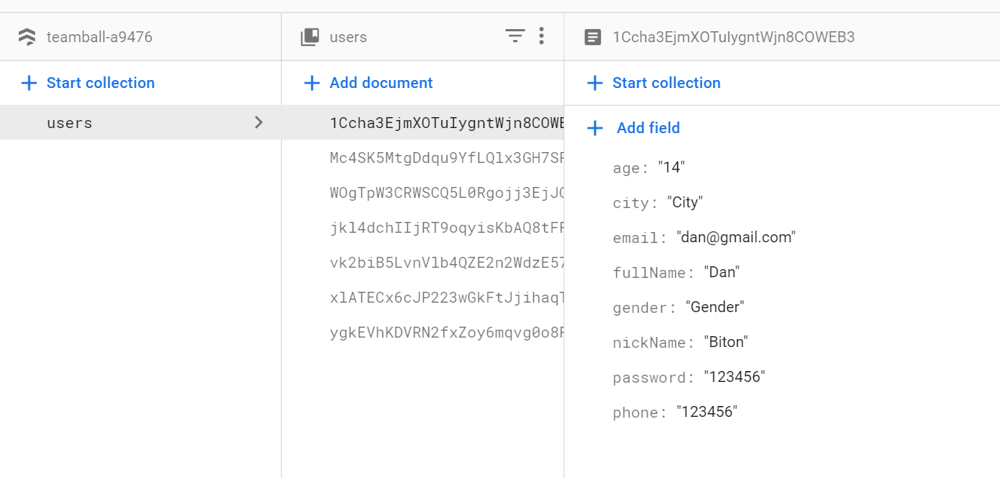 teamball-a9476
Start collection
users
users
Add document
1Ccha3EjmXOTuIygntWjn8COWE
Mc4SK5MtgDdqu9YfLQlx3GH7SF
WOgTpW3CRWSCQ5L0Rgojj3EjJ
jkl4dchIIjRT9oqyisKbAQ8tFF
vk2biB5LvnVlb4QZE2n2WdzE57
xlATECx6cJP223wGkFtJjihaqT
ygkEVhKDVRN2fxZoy6mqvg0o8F
1Ccha3EjmXOTuIygntWjn8COWEB3
Start collection
Add field
age: "14"
city: "City"
email: "dan@gmail.com"
fullName: "Dan"
gender: "Gender"
nickName: "Biton"
password: "123456"
phone: "123456"